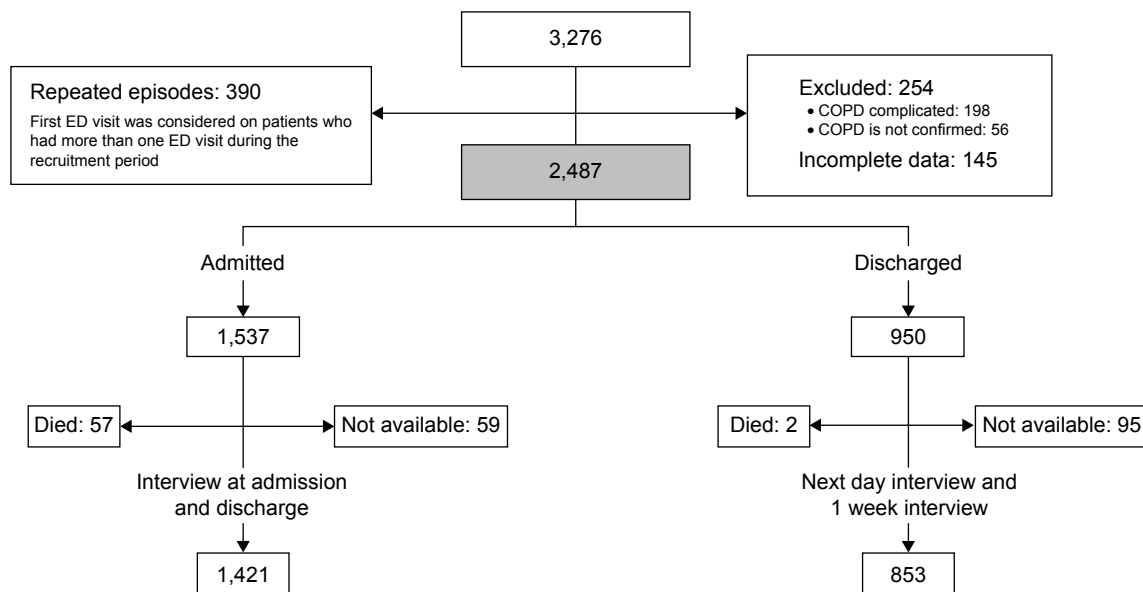 3,276
Repeated episodes: 390
First ED visit was considered on patients who
had more than one ED visit during the
recruitment period
Excluded: 254
• COPD complicated: 198
• COPD is not confirmed: 56
Incomplete data: 145
2,487
Admitted
Discharged
1,537
950
Died: 57
Not available: 59
Died: 2
Not available: 95
Interview at admission
and discharge
Next day interview and
1 week interview
1,421
853